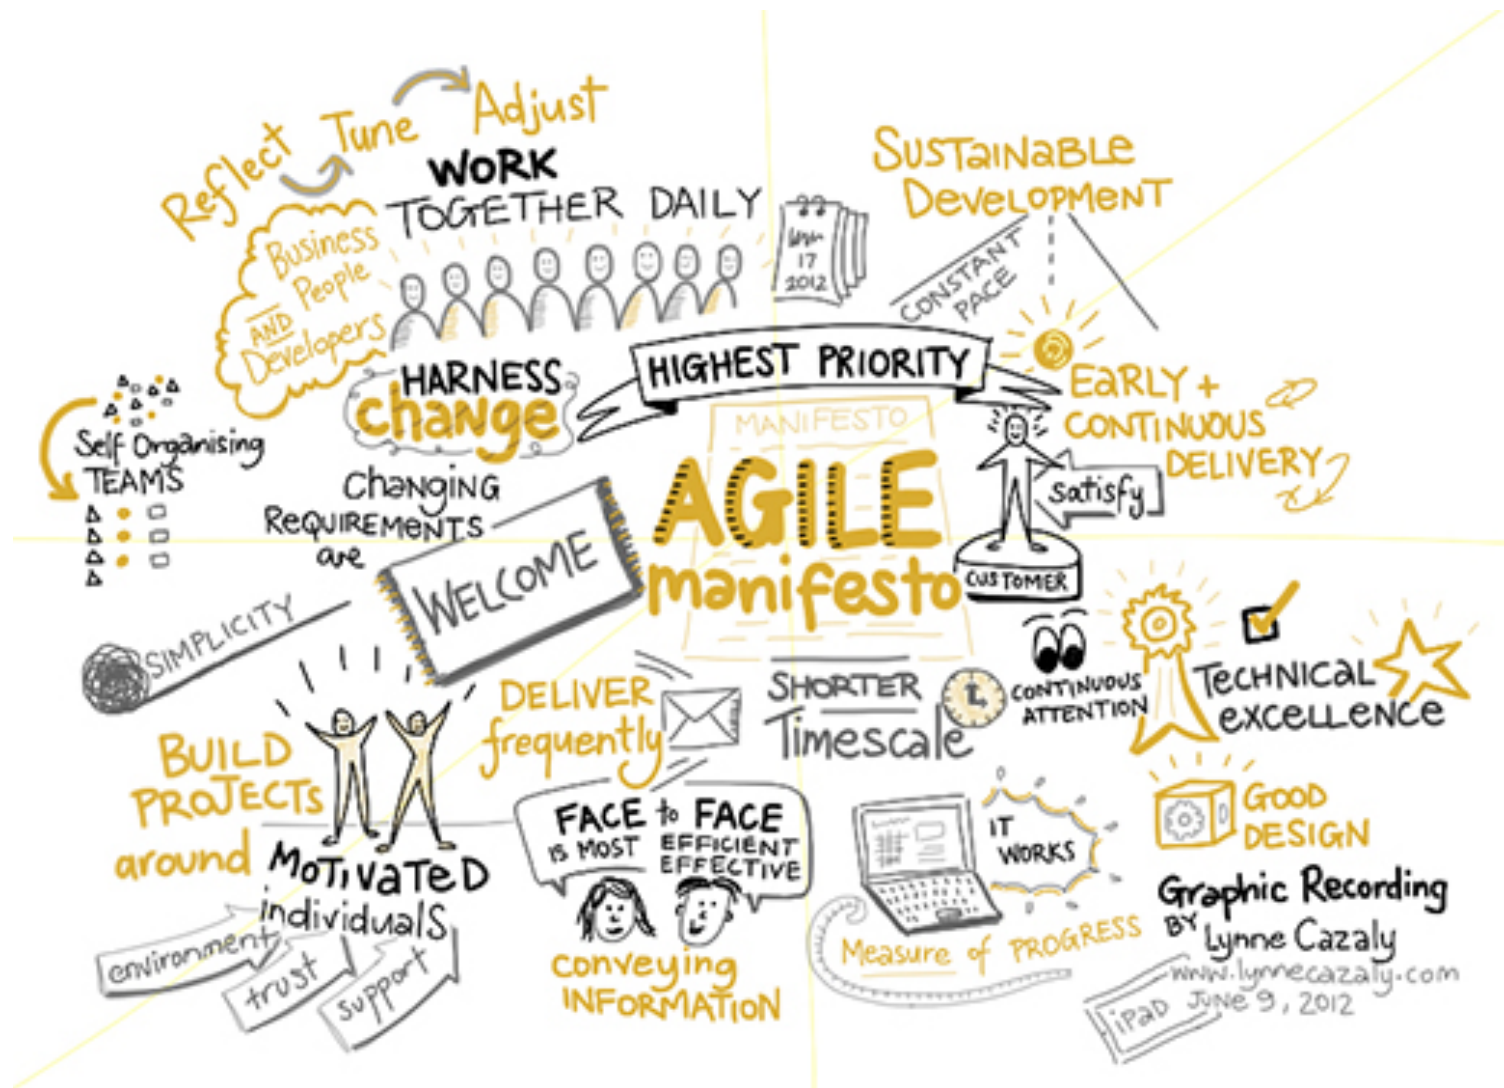 Reflect
Tune
Adjust
WORK
TOGETHER DAILY
Business
People
AND
Developers
17
2012
SUSTAINABLE
DEVELOPMENT
CONSTANT
PACE
HIGHEST PRIORITY
EARLY +
CONTINUOUS
DELIVERY
satisfy
CUSTOMER
HARNESS
change
Changing
REQUIREMENTS
are
WELCOME
Self Organising
TEAMS
MANIFESTO
AGILE
manifesto
SIMPLICITY
BUILD
PROJECTS
around
MOTIVATED
individuals
environment
trust
support
DELIVER
frequently
SHORTER
Timescale
CONTINUOUS
ATTENTION
TECHNICAL
EXCELLENCE
FACE to FACE
IS MOST EFFICIENT
EFFECTIVE
conveying
INFORMATION
IT
WORKS
Measure of PROGRESS
GOOD
DESIGN
Graphic Recording
BY Lynne Cazaly
www.lynnecazaly.com
JUNE 9, 2012
iPaD